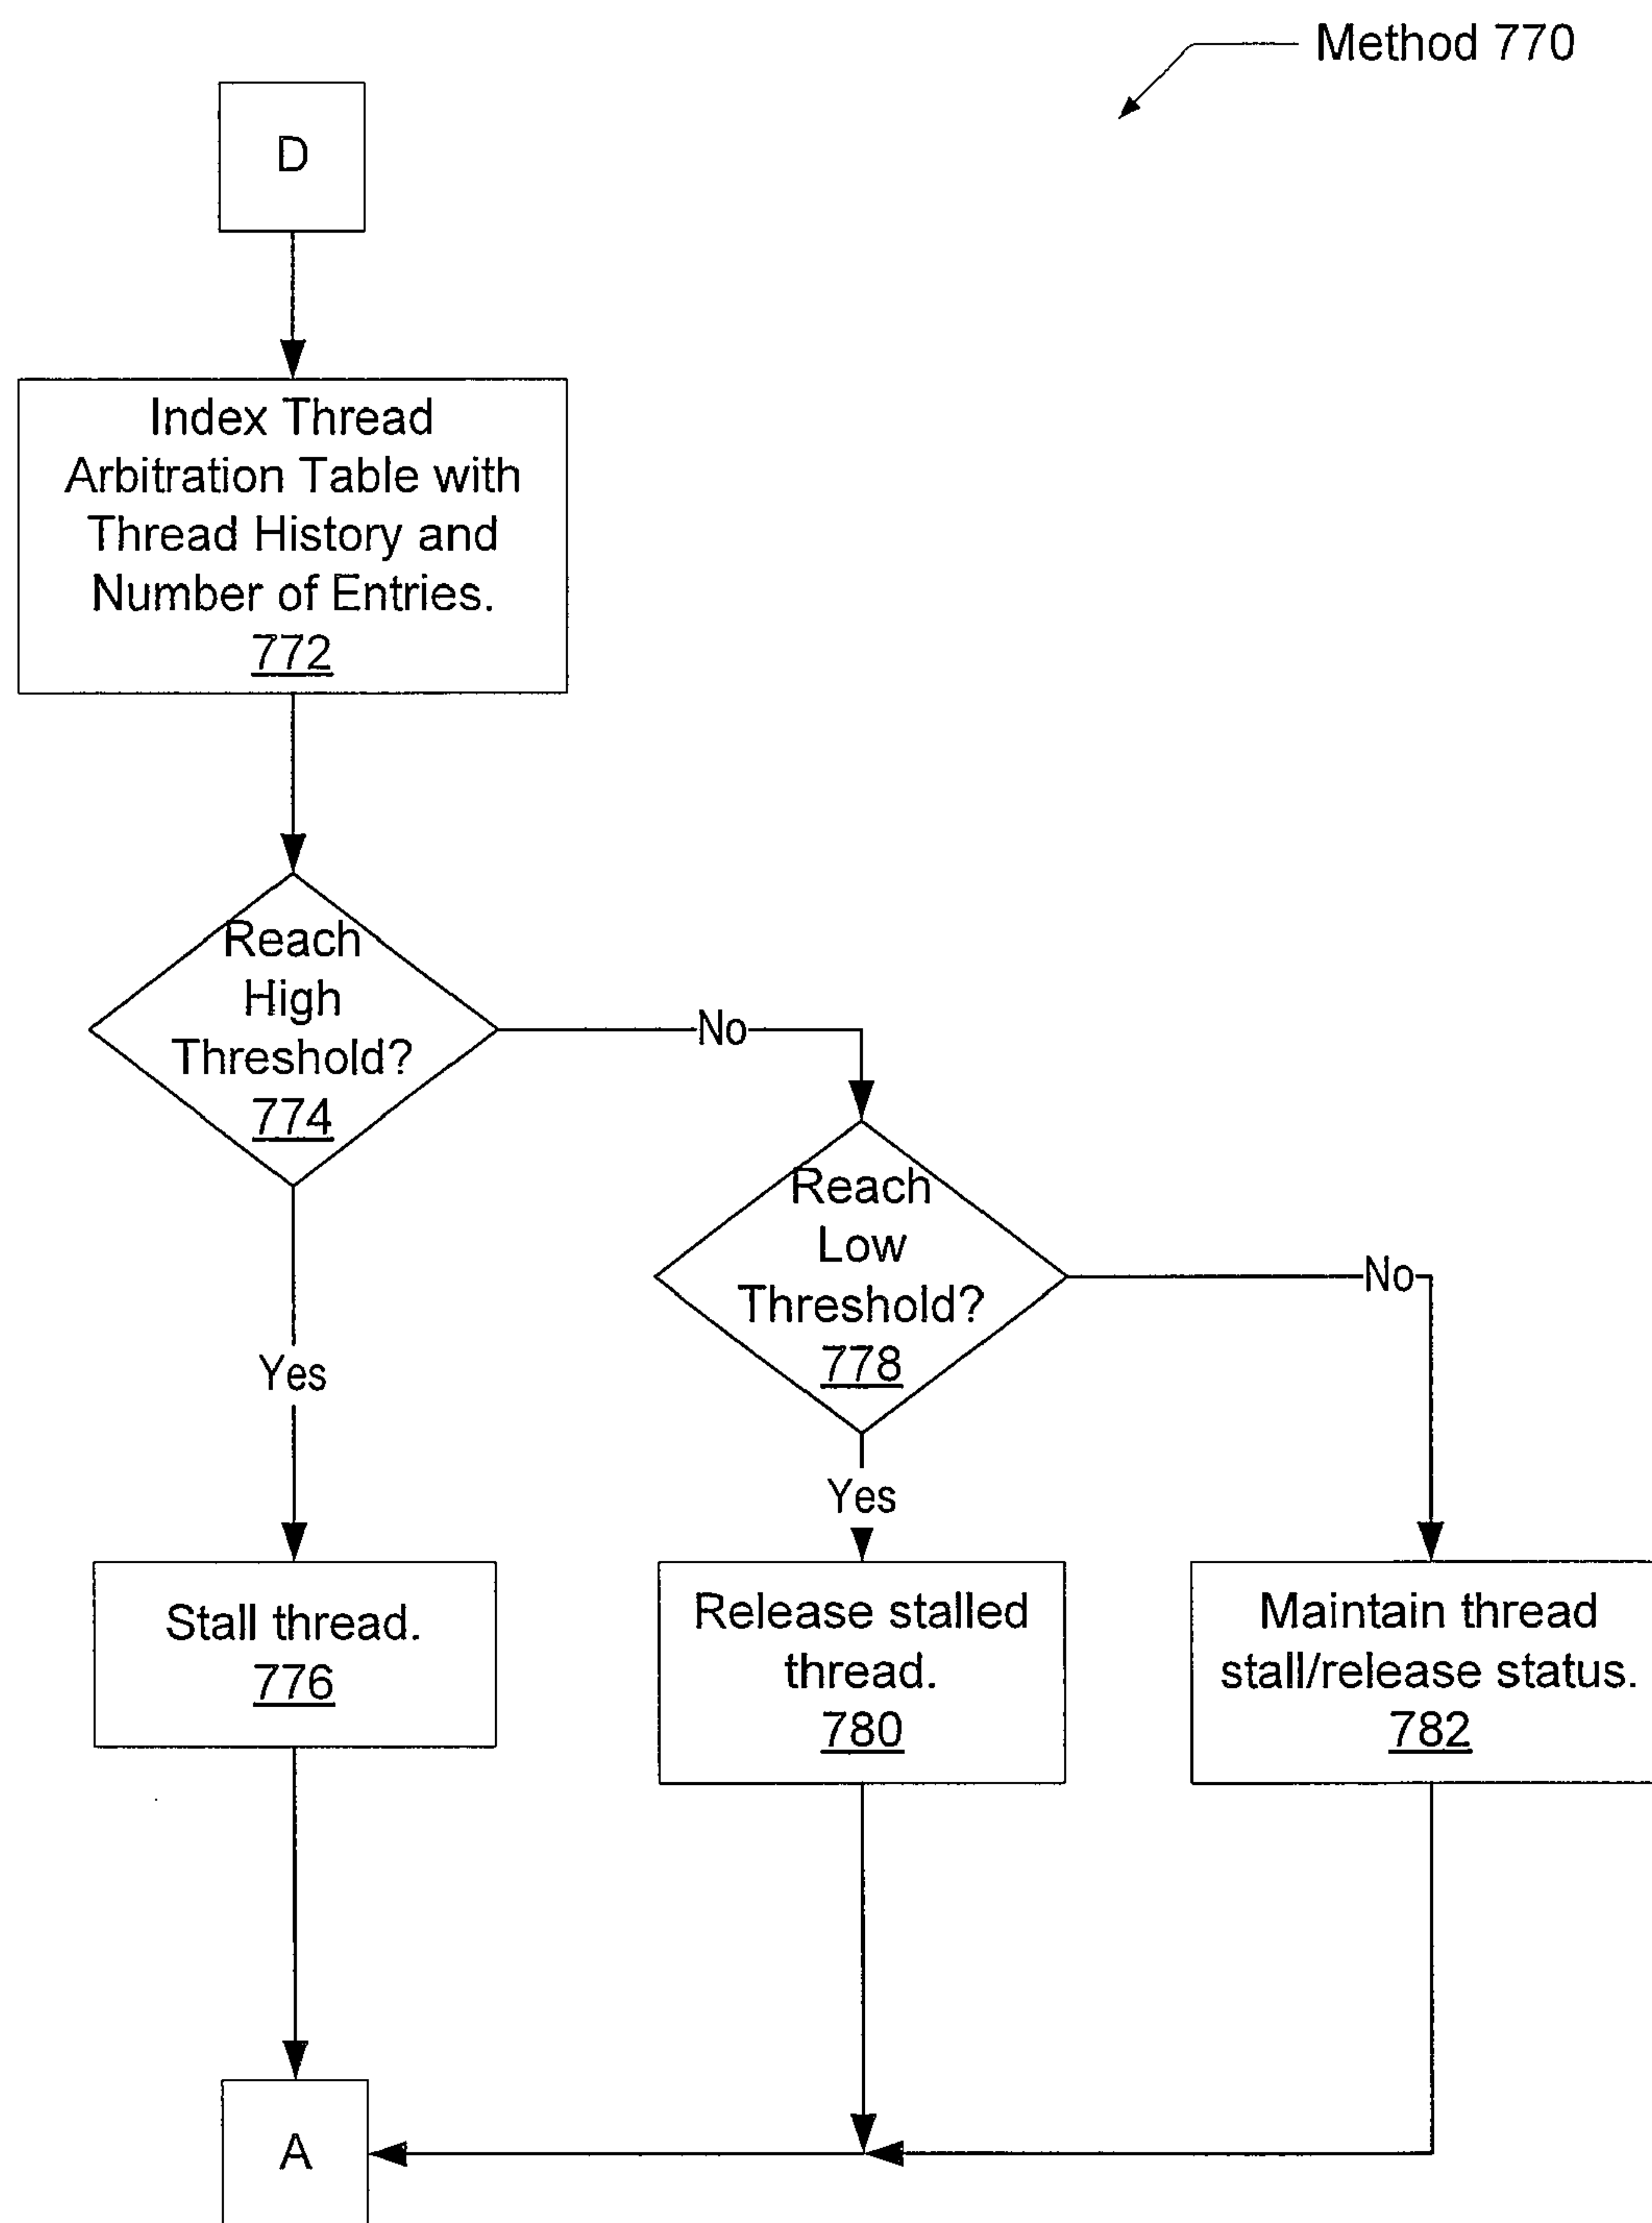 Method 770
D
Index Thread
Arbitration Table with
Thread History and
Number of Entries.
772
Reach
High
Threshold?
774
No
Reach
Low
Threshold?
778
No
Yes
Yes
Stall thread.
776
Release stalled
thread.
780
Maintain thread
stall/release status.
782
A